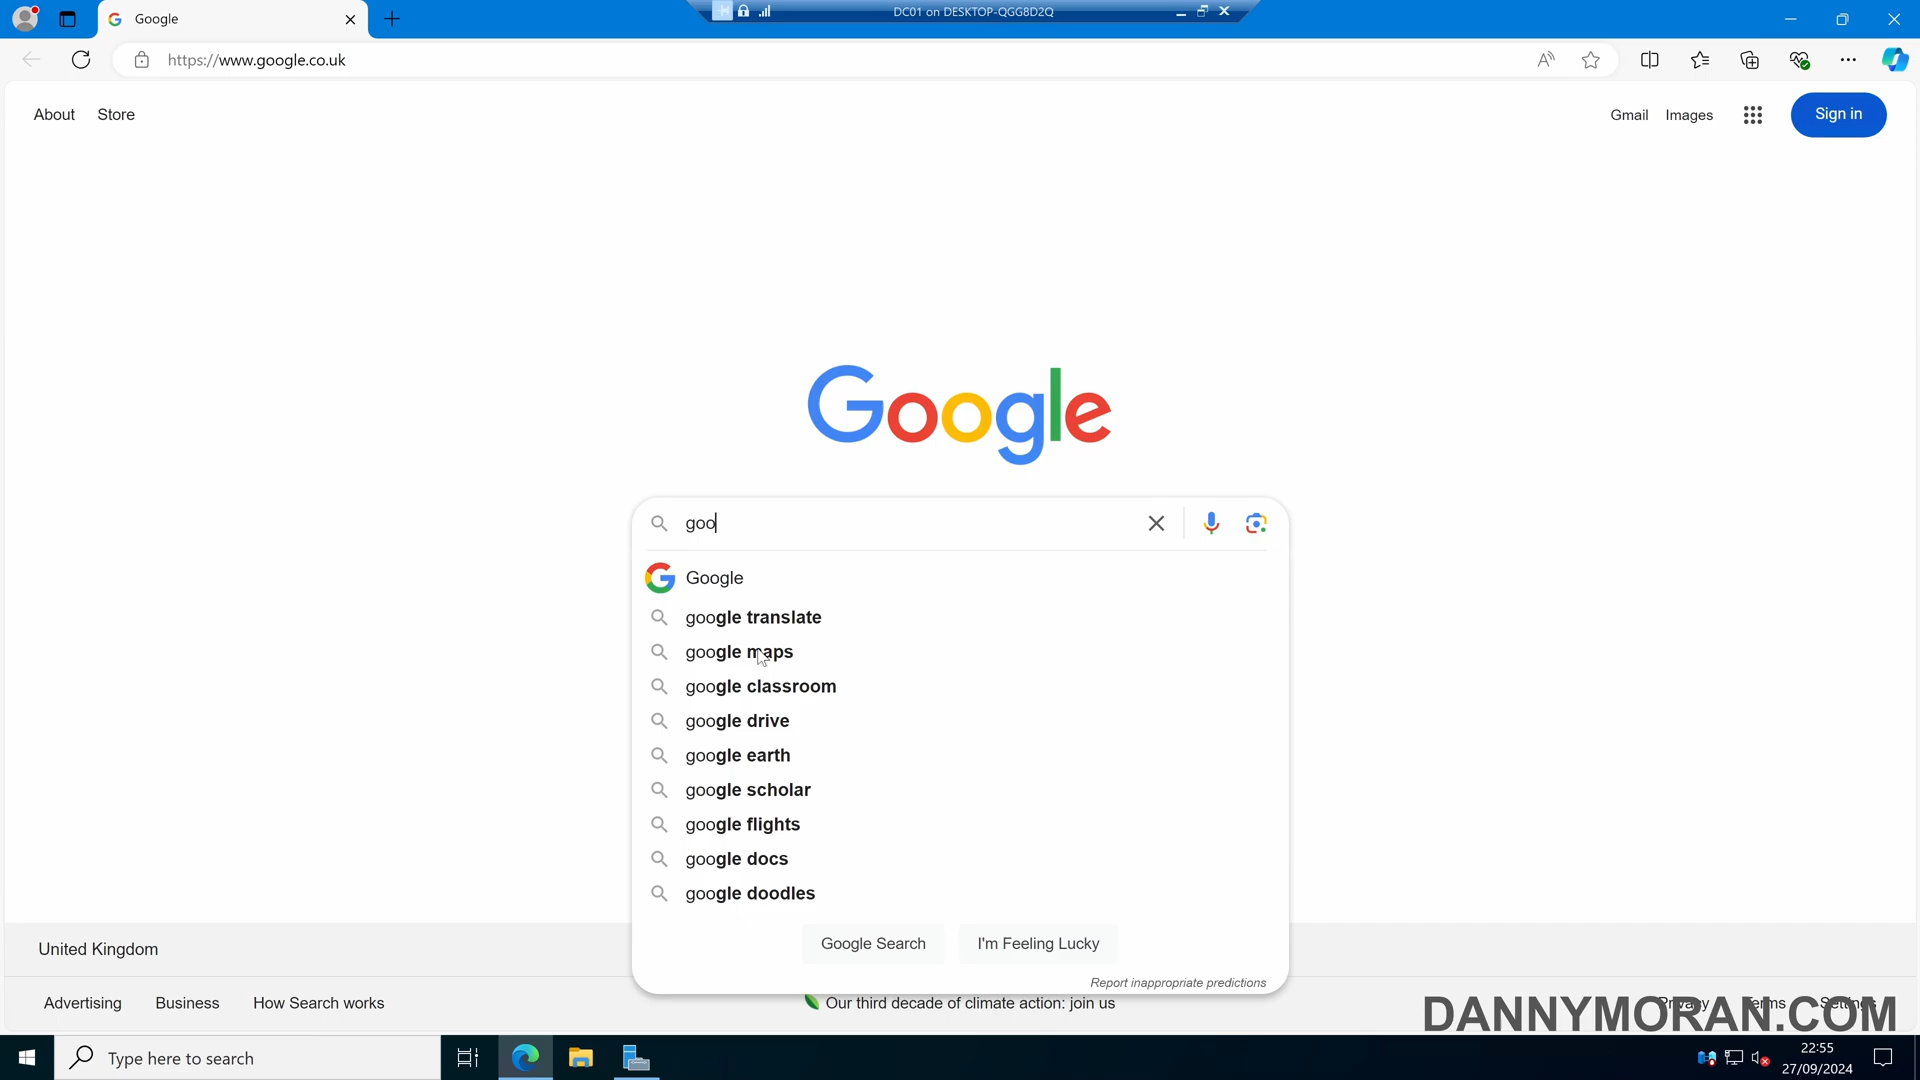 Google
DC01 on DESKTOP-QGG8D2Q
https://www.google.co.uk
About
Store
Gmail
Images
Sign in
Google
goo
Google
google translate
google maps
google classroom
google drive
google earth
google scholar
google flights
google docs
google doodles
Google Search
I'm Feeling Lucky
Report inappropriate predictions
United Kingdom
Advertising
Business
How Search works
Our third decade of climate action: join us
Privacy
Terms
Settings
DANNYMORAN.COM
Type here to search
22:55
27/09/2024